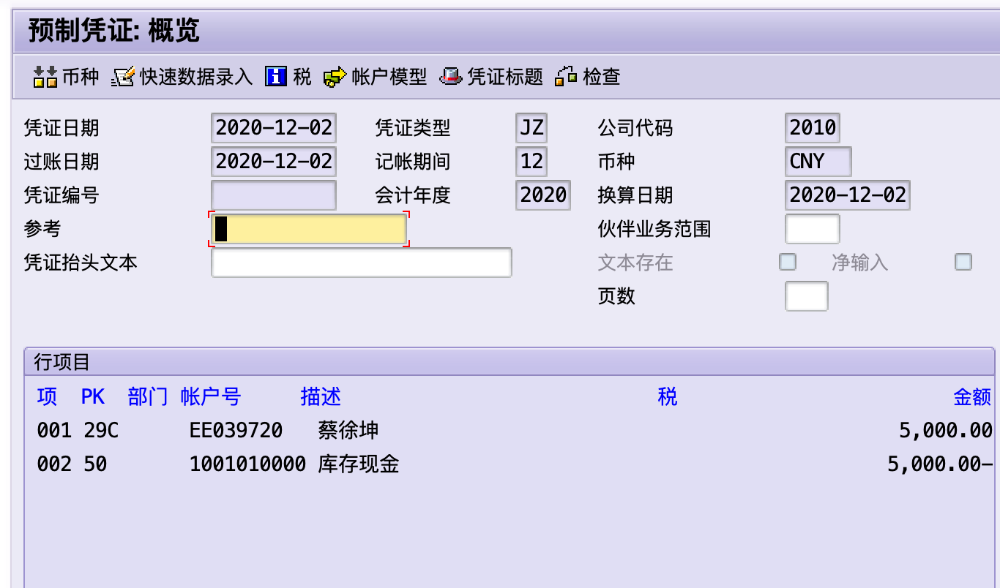 预制凭证: 概览
币种 快速数据录入 税 帐户模型 凭证标题 检查
凭证日期 2020-12-02 凭证类型 JZ 公司代码 2010
过账日期 2020-12-02 记帐期间 12 币种 CNY
凭证编号 会计年度 2020 换算日期 2020-12-02
参考 伙伴业务范围
凭证抬头文本 文本存在 净输入
页数
行项目
项 PK 部门 帐户号 描述 税 金额
001 29C EE039720 蔡徐坤 5,000.00
002 50 1001010000 库存现金 5,000.00-